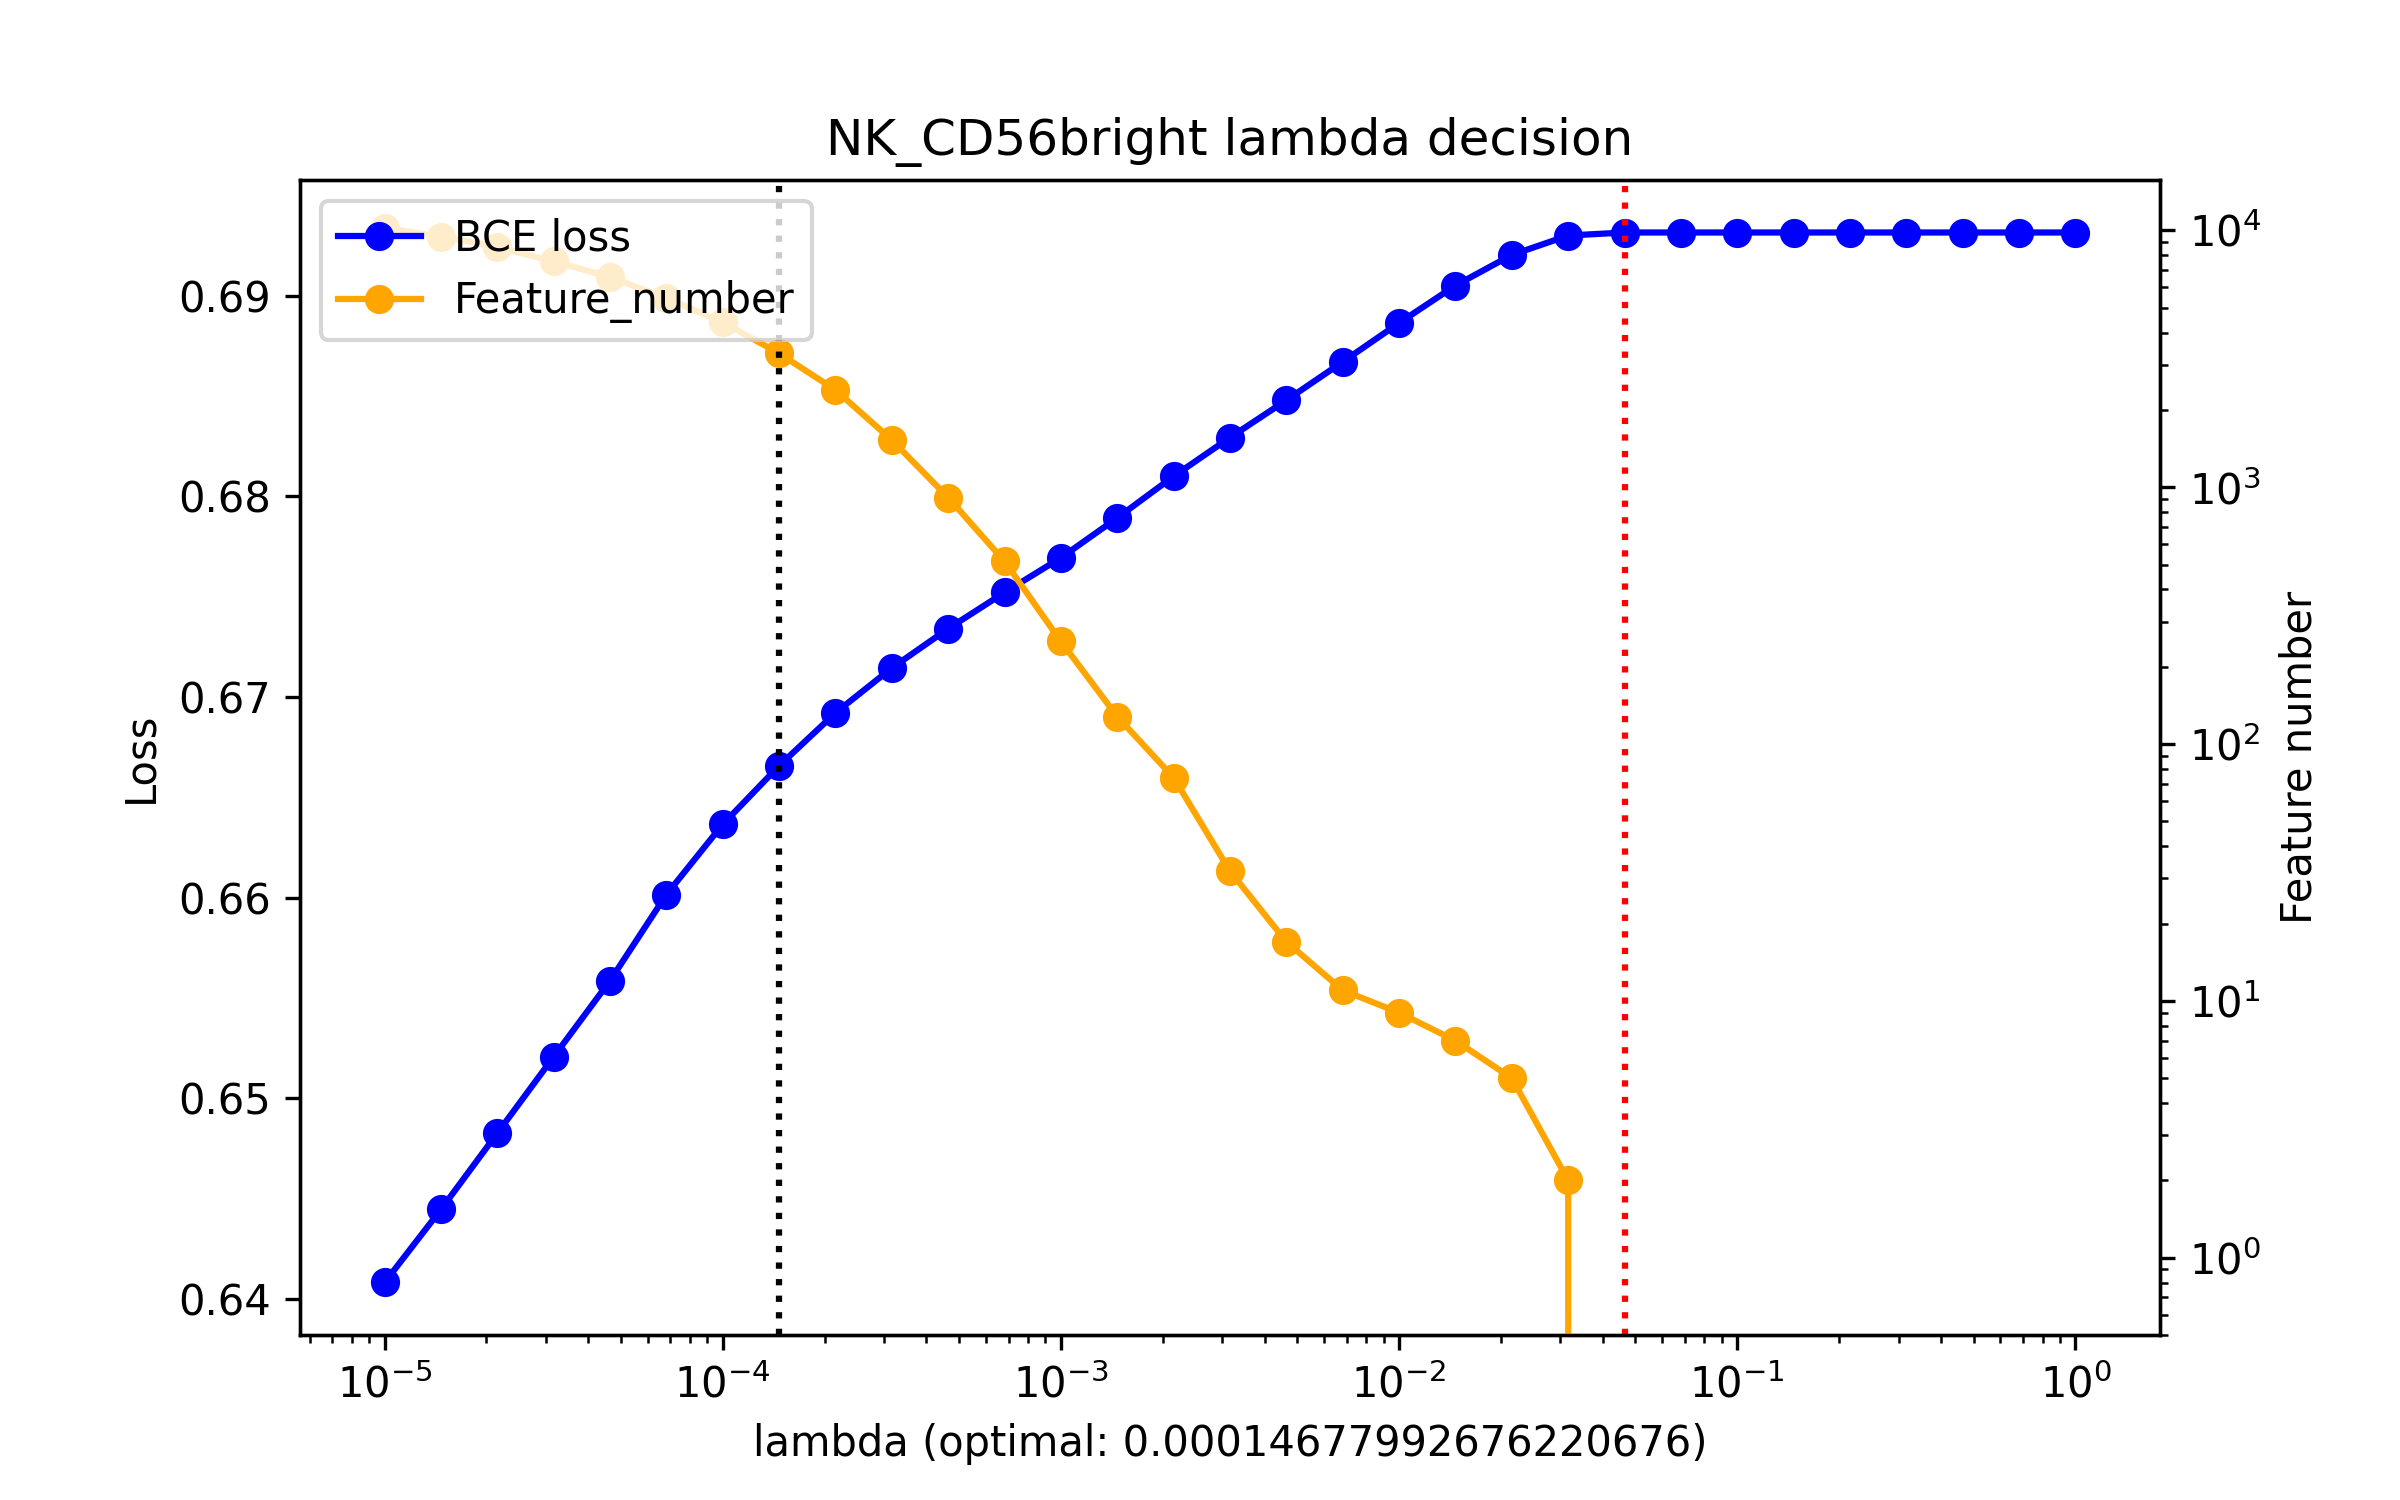 NK_CD56bright lambda decision
BCE loss
Feature_number
0.69
0.68
0.67
0.66
0.65
0.64
Loss
10⁴
10³
10²
10¹
10⁰
Feature number
10⁻⁵ 10⁻⁴ 10⁻³ 10⁻² 10⁻¹ 10⁰
lambda (optimal: 0.00014677992676220676)